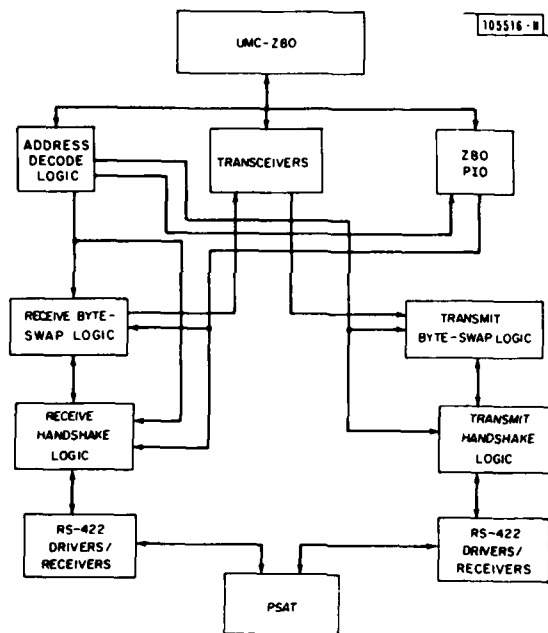 105516-N
UMC-Z80
ADDRESS
DECODE
LOGIC
TRANSCEIVERS
Z80
PIO
RECEIVE BYTE-
SWAP LOGIC
TRANSMIT
BYTE-SWAP LOGIC
RECEIVE
HANDSHAKE
LOGIC
TRANSMIT
HANDSHAKE
LOGIC
RS-422
DRIVERS/
RECEIVERS
RS-422
DRIVERS/
RECEIVERS
PSAT